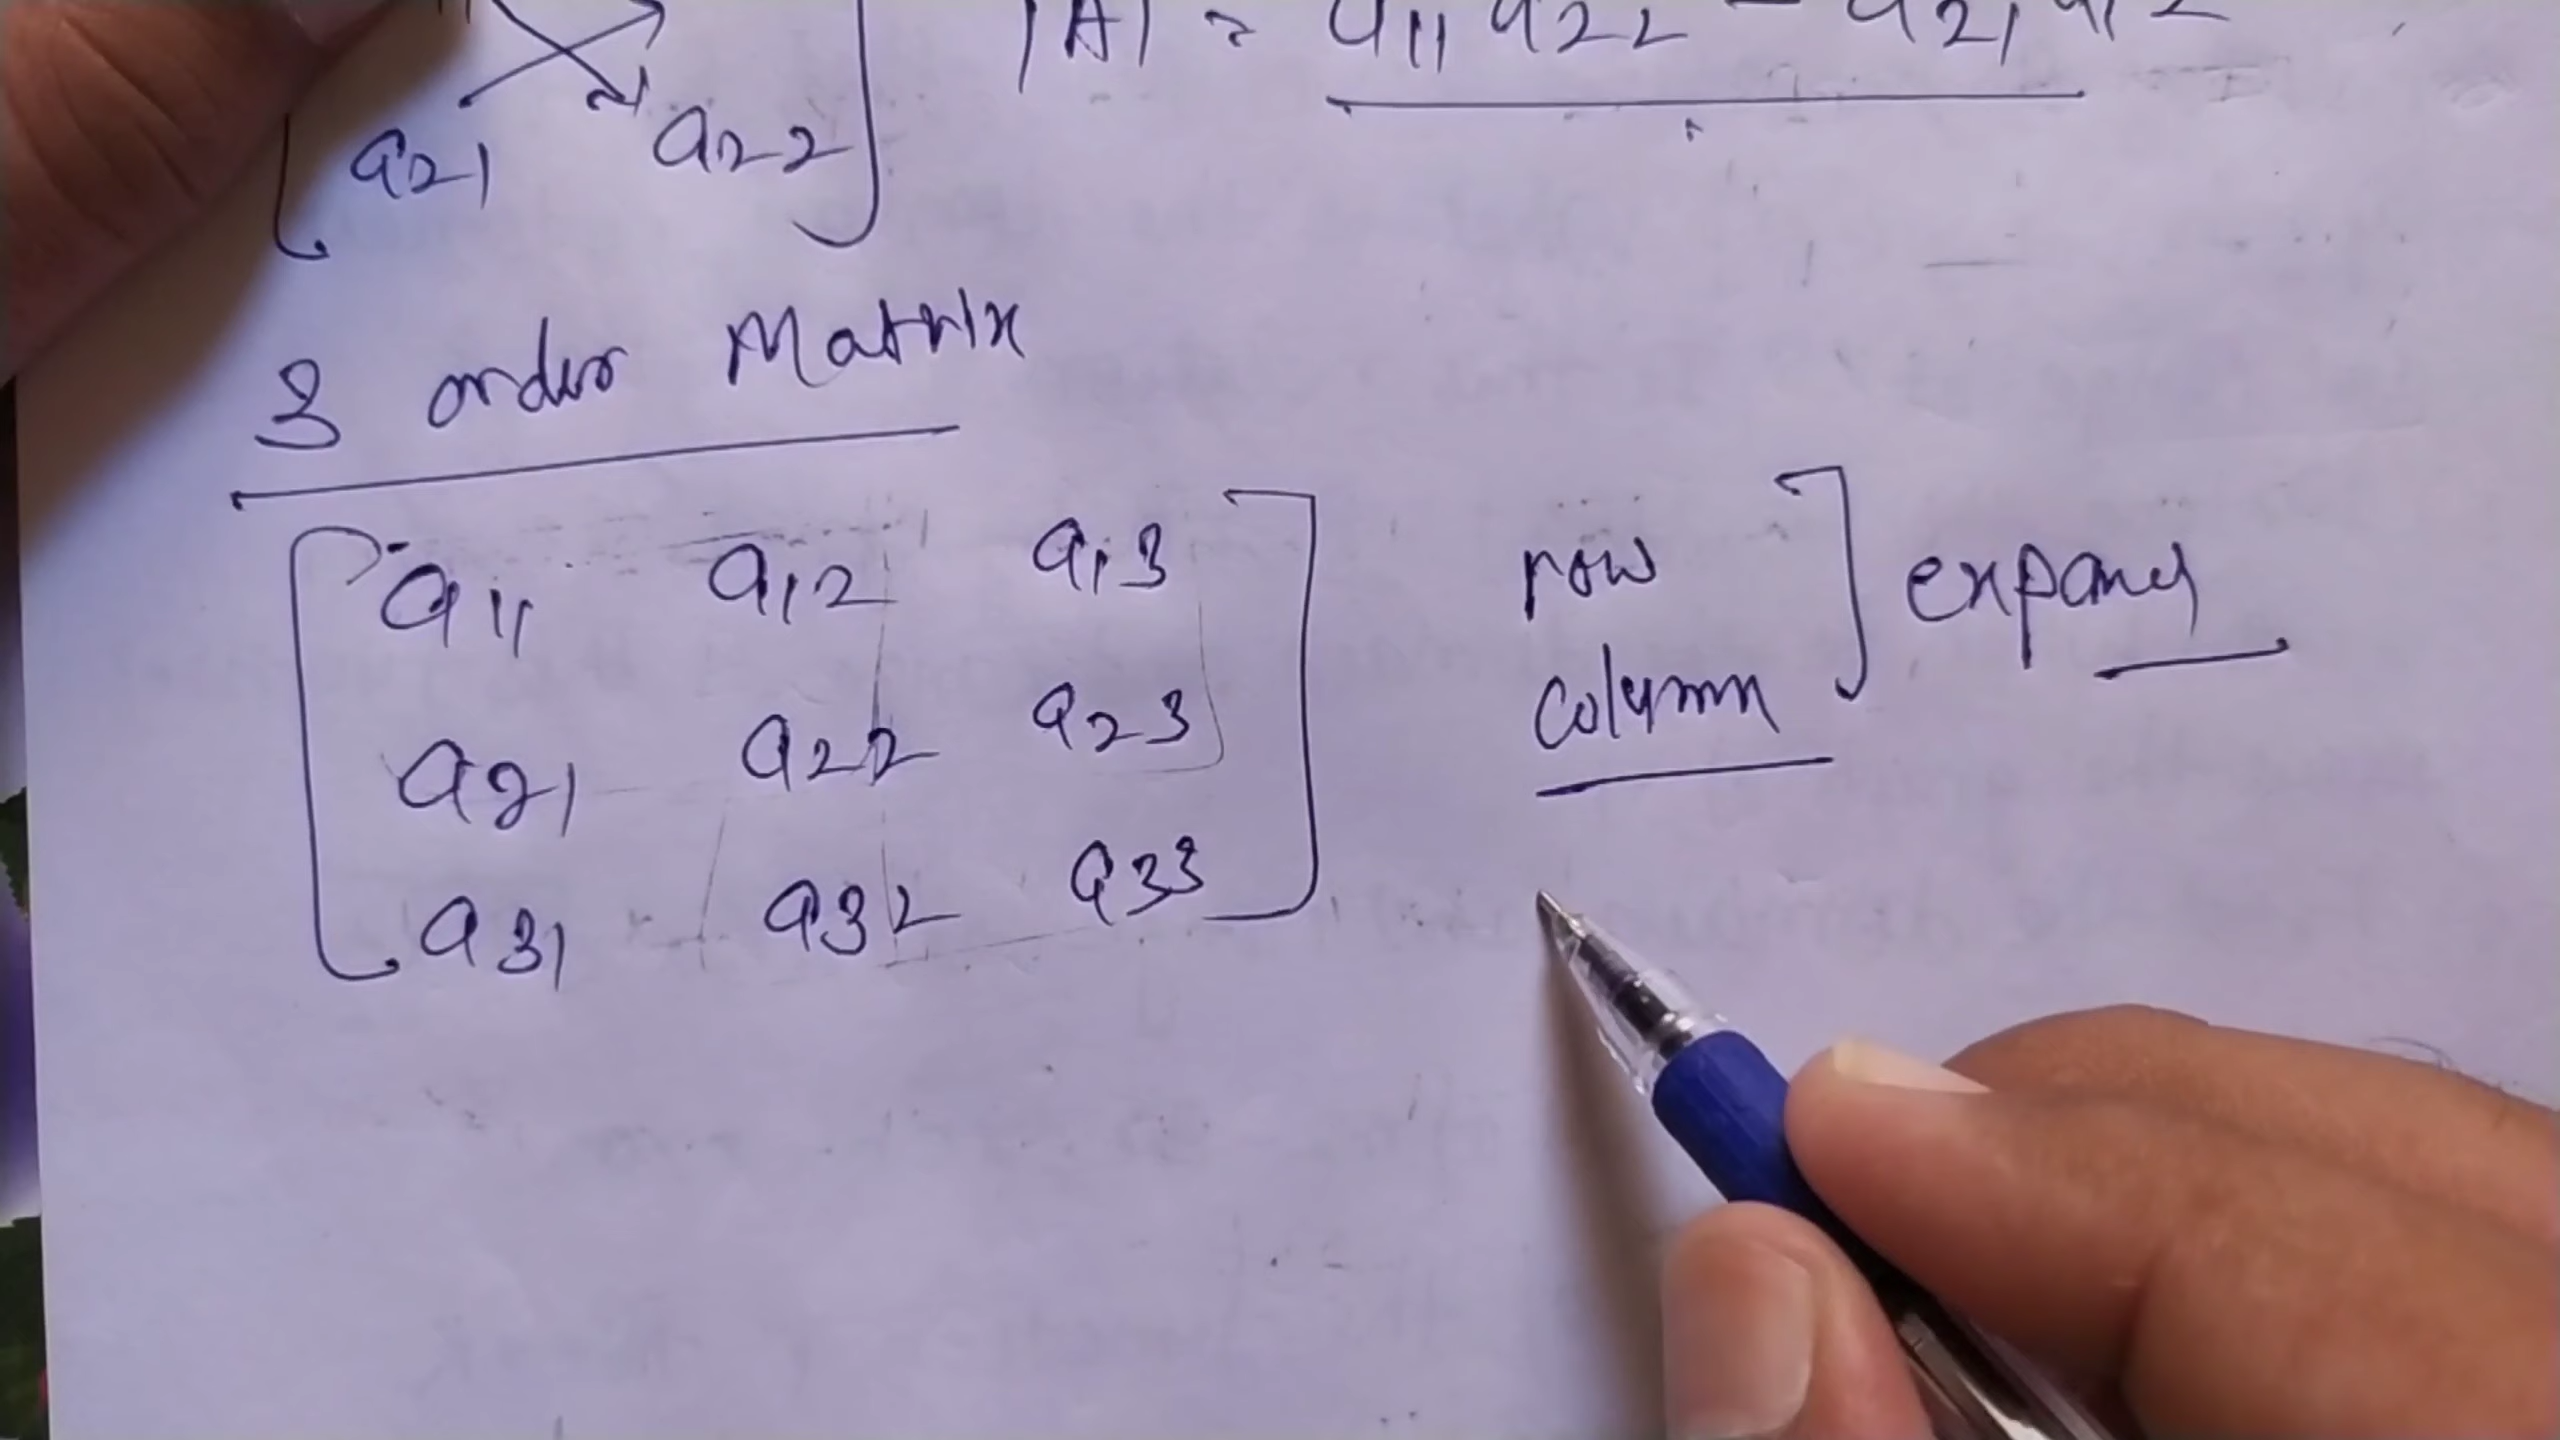 |A| = a11 a22 - a21 a12
a21 a22
3 order Matrix
a11 a12 a13
a21 a22 a23
a31 a32 a33
row
column
expand